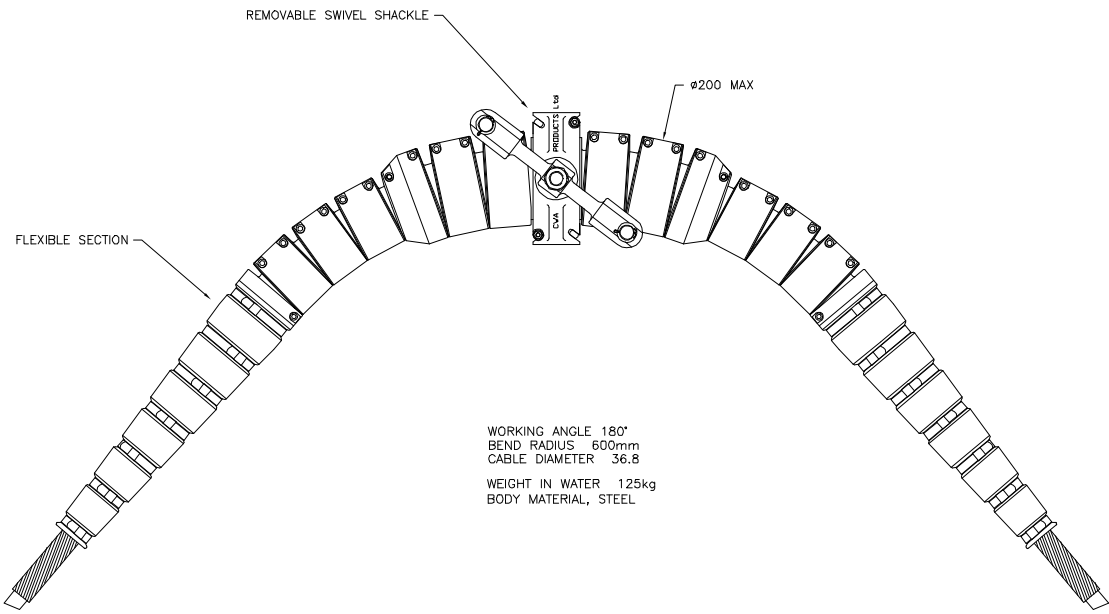 REMOVABLE SWIVEL SHACKLE
ø200 MAX
CVA PRODUCTS Ltd
FLEXIBLE SECTION
WORKING ANGLE 180°
BEND RADIUS 600mm
CABLE DIAMETER 36.8
WEIGHT IN WATER 125kg
BODY MATERIAL, STEEL